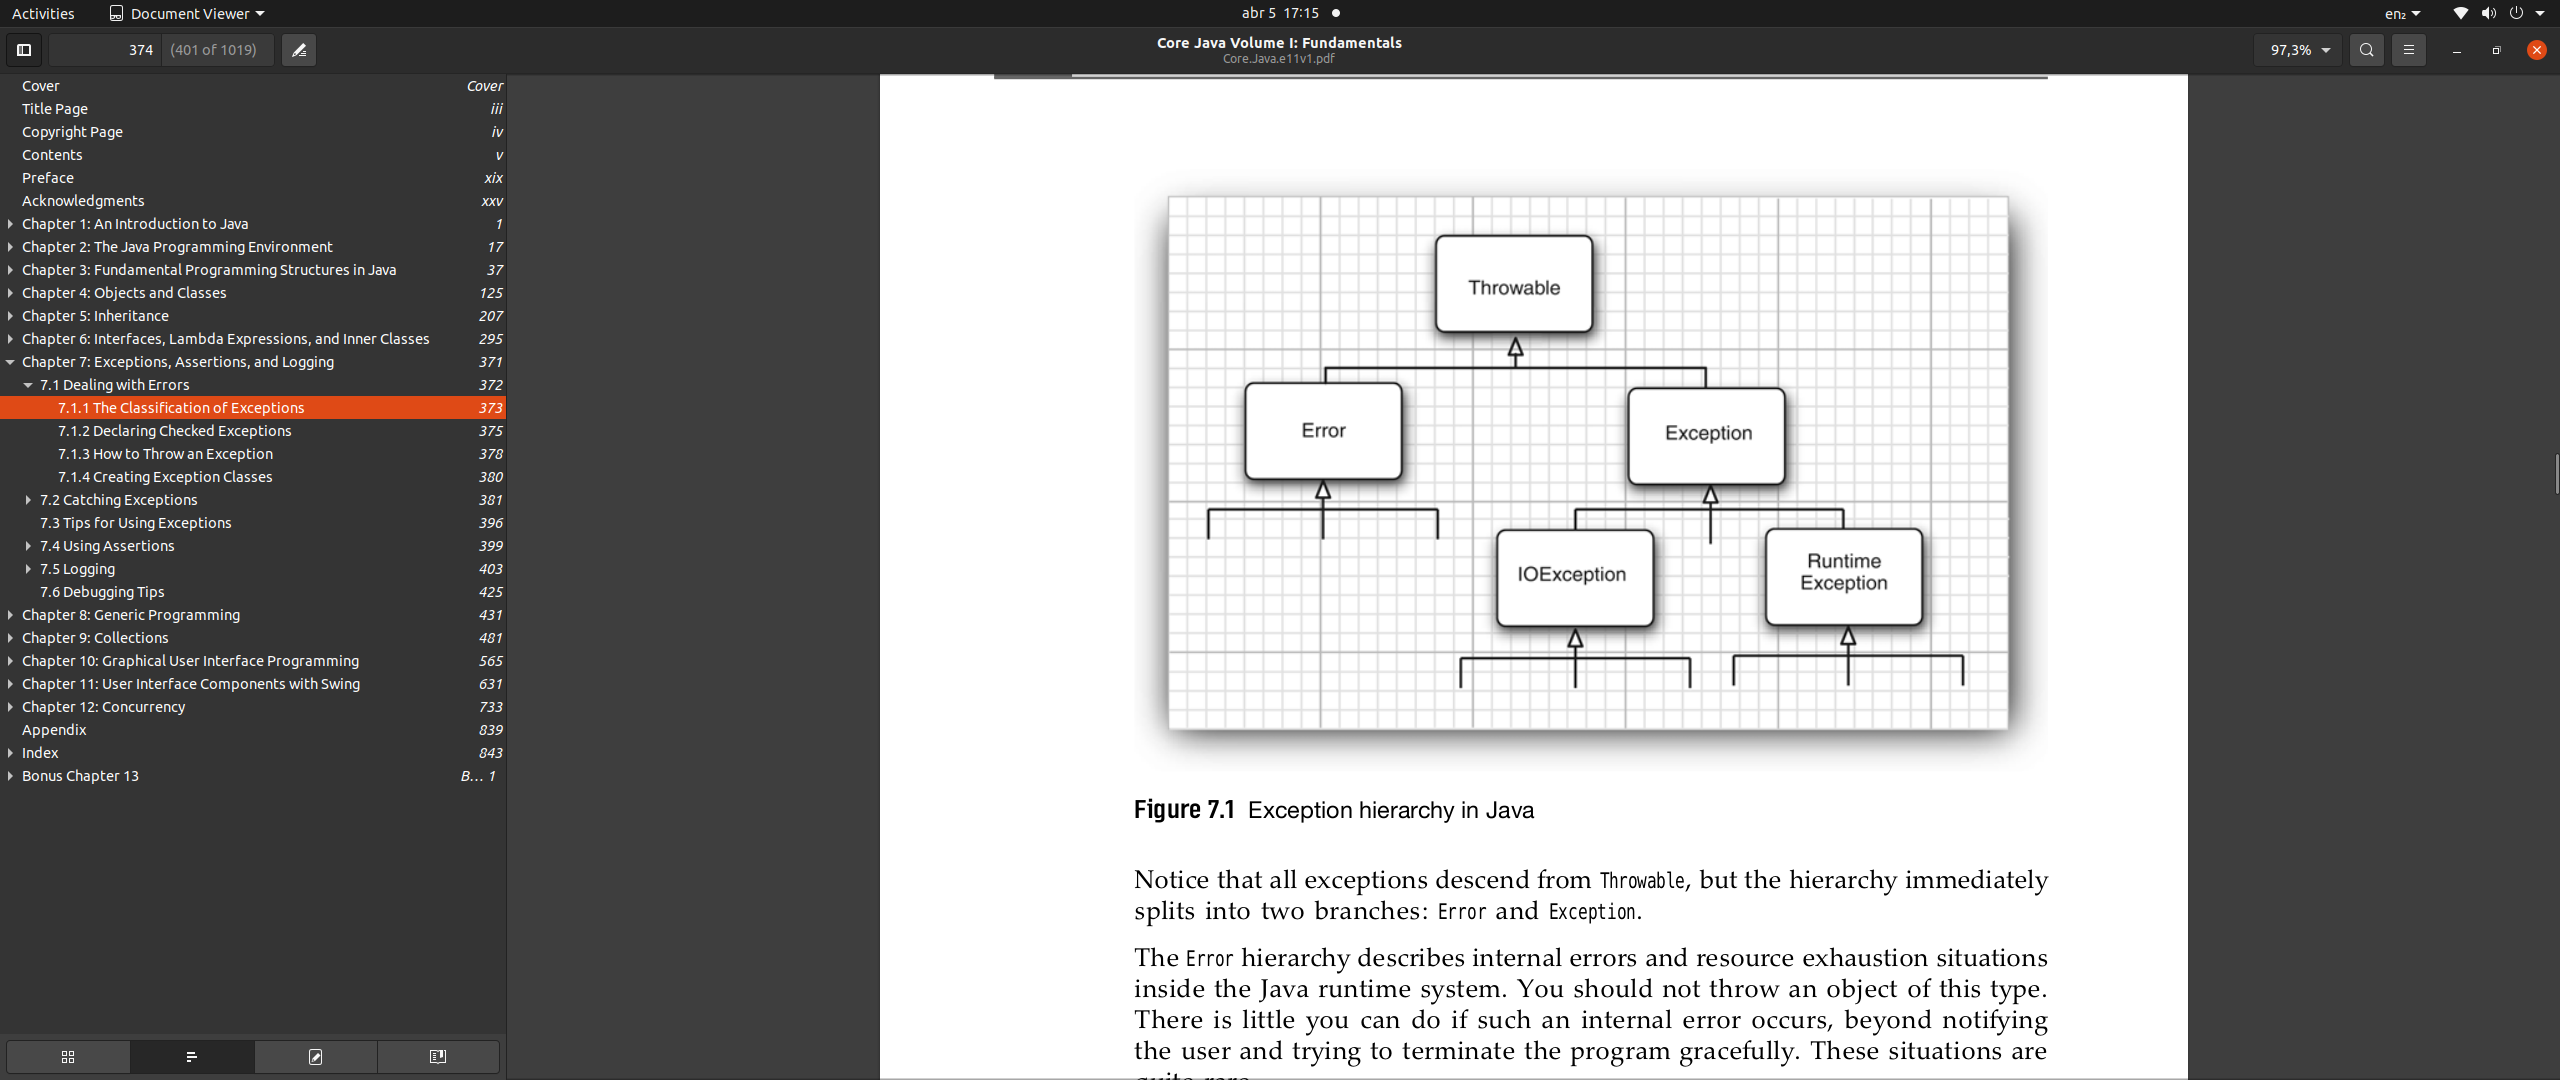 Activities Document Viewer abr 5 17:15 en₂
374 (401 of 1019) Core Java Volume I: Fundamentals 97,3%
Core.Java.e11v1.pdf
Cover Cover
Title Page iii
Copyright Page iv
Contents v
Preface xix
Acknowledgments xxv
Chapter 1: An Introduction to Java 1
Chapter 2: The Java Programming Environment 17
Chapter 3: Fundamental Programming Structures in Java 37
Chapter 4: Objects and Classes 125
Chapter 5: Inheritance 207
Chapter 6: Interfaces, Lambda Expressions, and Inner Classes 295
Chapter 7: Exceptions, Assertions, and Logging 371
7.1 Dealing with Errors 372
7.1.1 The Classification of Exceptions 373
7.1.2 Declaring Checked Exceptions 375
7.1.3 How to Throw an Exception 378
7.1.4 Creating Exception Classes 380
7.2 Catching Exceptions 381
7.3 Tips for Using Exceptions 396
7.4 Using Assertions 399
7.5 Logging 403
7.6 Debugging Tips 425
Chapter 8: Generic Programming 431
Chapter 9: Collections 481
Chapter 10: Graphical User Interface Programming 565
Chapter 11: User Interface Components with Swing 631
Chapter 12: Concurrency 733
Appendix 839
Index 843
Bonus Chapter 13 B… 1
Throwable
Error
Exception
IOException
Runtime
Exception
Figure 7.1 Exception hierarchy in Java
Notice that all exceptions descend from Throwable, but the hierarchy immediately
splits into two branches: Error and Exception.
The Error hierarchy describes internal errors and resource exhaustion situations
inside the Java runtime system. You should not throw an object of this type.
There is little you can do if such an internal error occurs, beyond notifying
the user and trying to terminate the program gracefully. These situations are
quite rare.